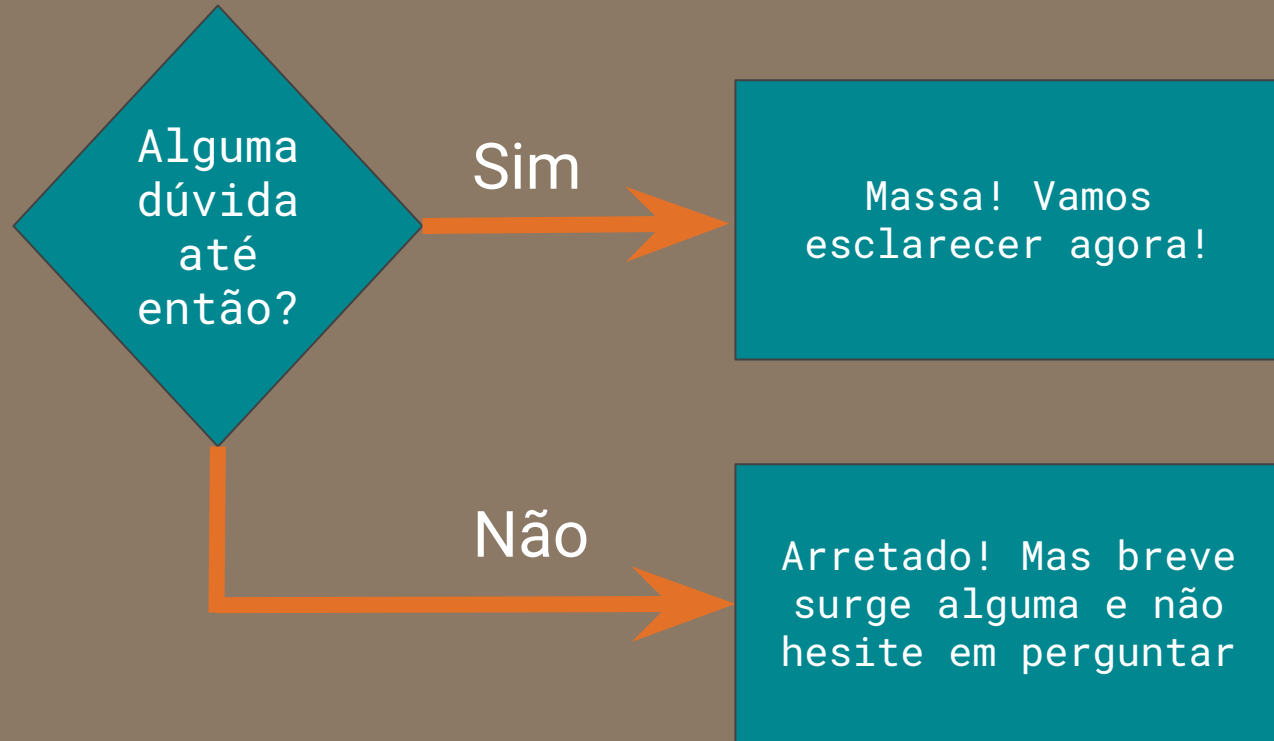 Alguma
dúvida
até
então?
Sim
Massa! Vamos
esclarecer agora!
Não
Arretado! Mas breve
surge alguma e não
hesite em perguntar